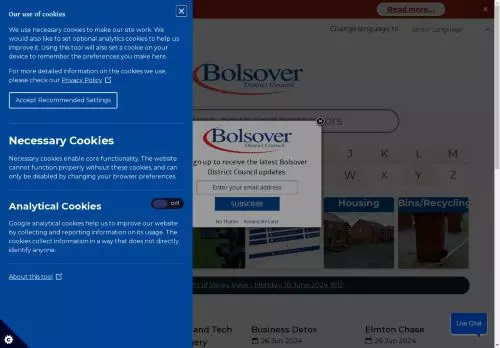 Our use of cookies
We use necessary cookies to make our site work. We
would also like to set optional analytics cookies to help us
improve it. Using this tool will also set a cookie on your
device to remember the preferences you make here.
For more detailed information on the cookies we use,
please check our Privacy Policy
Accept Recommended Settings
Necessary Cookies
Necessary cookies enable core functionality. The website
cannot function properly without these cookies, and can
only be disabled by changing your browser preferences.
Analytical Cookies
Off
Google analytics cookies help us to improve our website
by collecting and reporting information on its usage. The
cookies collect information in a way that does not directly
identify anyone.
About this tool
Read more...
Change language to
Select Language
Bolsover
District Council
J K L M
W X Y Z
Bolsover
District Council
Sign up to receive the latest Bolsover
District Council updates
Enter your email address
SUBSCRIBE
No Thanks Remind Me Later
Housing
Bins/Recycling
of Valley View - Monday, 10 June 2024 15:12
and Tech
Business Detox
26 Jun 2024
Elmton Chase
26 Jun 2024
Live Chat